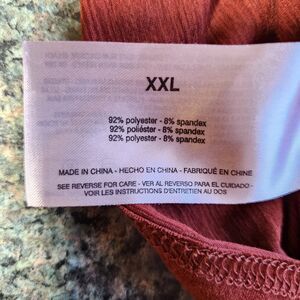 XXL
92% polyester - 8% spandex
92% poliéster - 8% spandex
92% polyester - 8% spandex
MADE IN CHINA - HECHO EN CHINA - FABRIQUÉ EN CHINE
SEE REVERSE FOR CARE - VER AL REVERSO PARA EL CUIDADO -
VOIR LES INSTRUCTIONS D'ENTRETIEN AU DOS